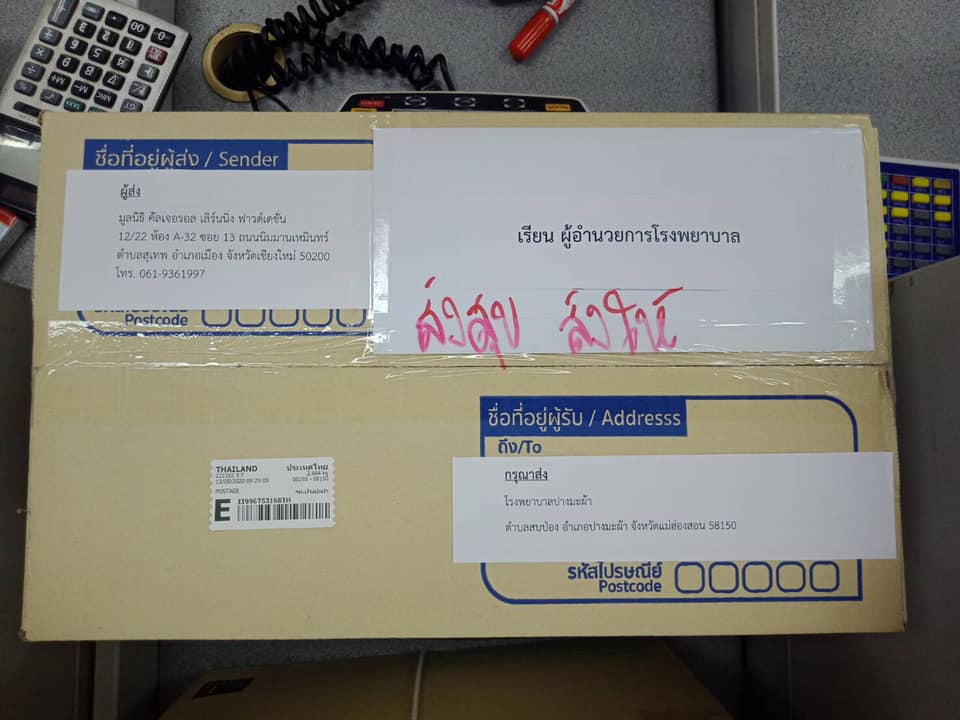 ชื่อที่อยู่ผู้ส่ง / Sender
ผู้ส่ง
มูลนิธิ คัลเจอรอล เลิร์นนิ่ง ฟาวด์เดชั่น
12/22 ห้อง A-32 ซอย 13 ถนนนิมมานเหมินทร์
ตำบลสุเทพ อำเภอเมือง จังหวัดเชียงใหม่ 50200
โทร. 061-9361997
Postcode
เรียน ผู้อำนวยการโรงพยาบาล
ส่งสุข ส่งให้
ชื่อที่อยู่ผู้รับ / Addresss
ถึง/To
กรุณาส่ง
โรงพยาบาลปางมะผ้า
ตำบลสบป่อง อำเภอปางมะผ้า จังหวัดแม่ฮ่องสอน 58150
รหัสไปรษณีย์
Postcode
THAILAND ประเทศไทย
13/05/2020 09:29:09 00250 - 58150
POSTAGE
E EI996753168TH